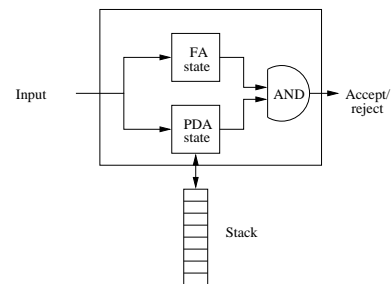 FA
state
Input
PDA
state
AND
Accept/
reject
Stack